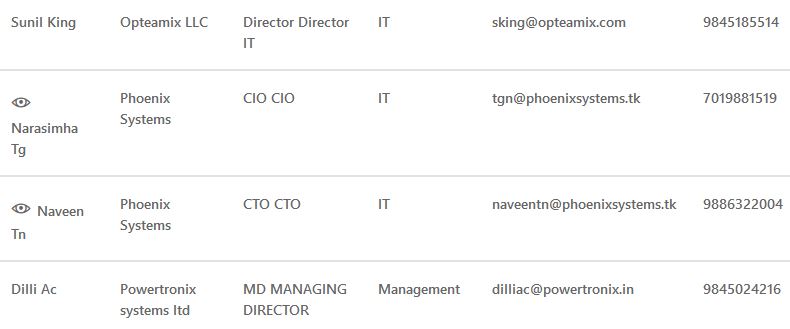 Sunil King Opteamix LLC Director Director IT sking@opteamix.com 9845185514
IT
Phoenix CIO CIO IT tgn@phoenixsystems.tk 7019881519
Narasimha Systems
Tg
Naveen Phoenix CTO CTO IT naveentn@phoenixsystems.tk 9886322004
Tn Systems
Dilli Ac Powertronix MD MANAGING Management dilliac@powertronix.in 9845024216
systems ltd DIRECTOR